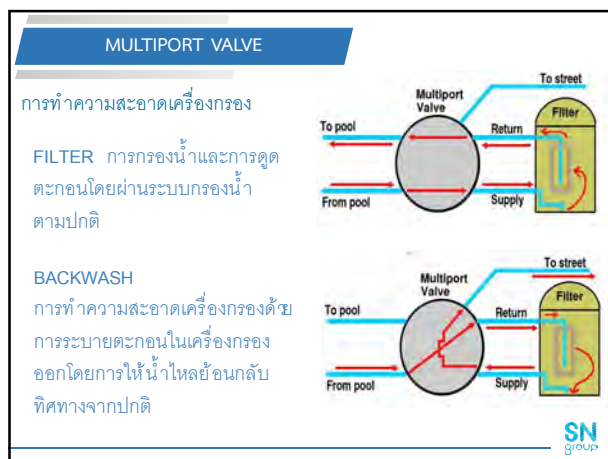 MULTIPORT VALVE
การทำความสะอาดเครื่องกรอง
FILTER การกรองน้ำและการดูด
ตะกอนโดยผ่านระบบกรองน้ำ
ตามปกติ
BACKWASH
การทำความสะอาดเครื่องกรองด้วย
การระบายตะกอนในเครื่องกรอง
ออกโดยการให้น้ำไหลย้อนกลับ
ทิศทางจากปกติ
To street
Multiport
Valve
Filter
To pool
Return
From pool
Supply
To street
Multiport
Valve
Filter
To pool
Return
From pool
Supply
SN
group